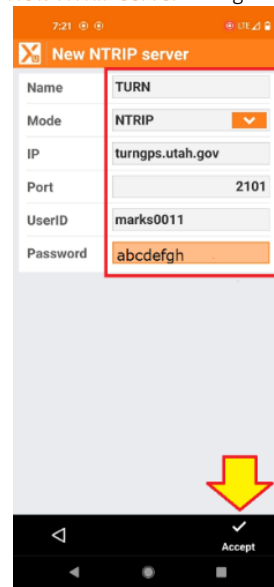 7:21
LTE
New NTRIP server
Name TURN
Mode NTRIP
IP turngps.utah.gov
Port 2101
UserID marks0011
Password abcdefgh
Accept